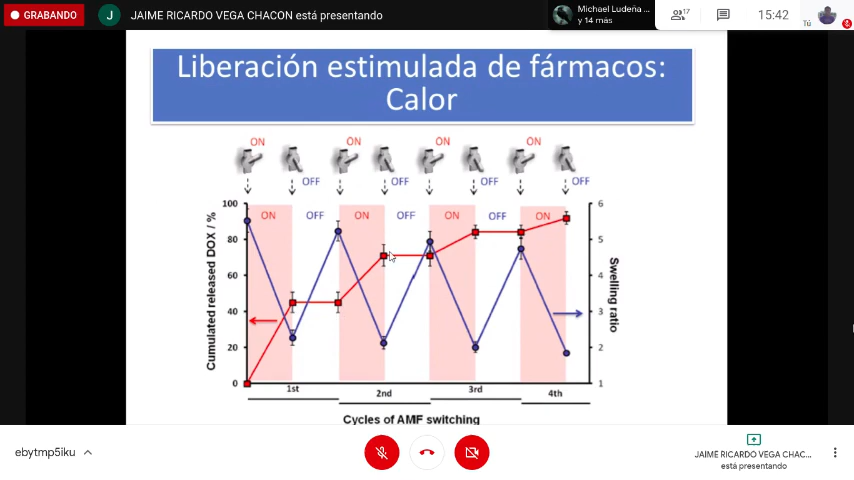 GRABANDO
J
JAIME RICARDO VEGA CHACON está presentando
Michael Ludeña ...
y 14 más
17
15:42
Tú
Liberación estimulada de fármacos:
Calor
ON
ON
ON
ON
OFF
OFF
OFF
OFF
ON
OFF
ON
OFF
ON
OFF
ON
Cumulated released DOX / %
100
80
60
40
20
0
6
5
4
3
2
1
Swelling ratio
1st
2nd
3rd
4th
Cycles of AMF switching
ebytmp5iku
JAIME RICARDO VEGA CHAC...
está presentando